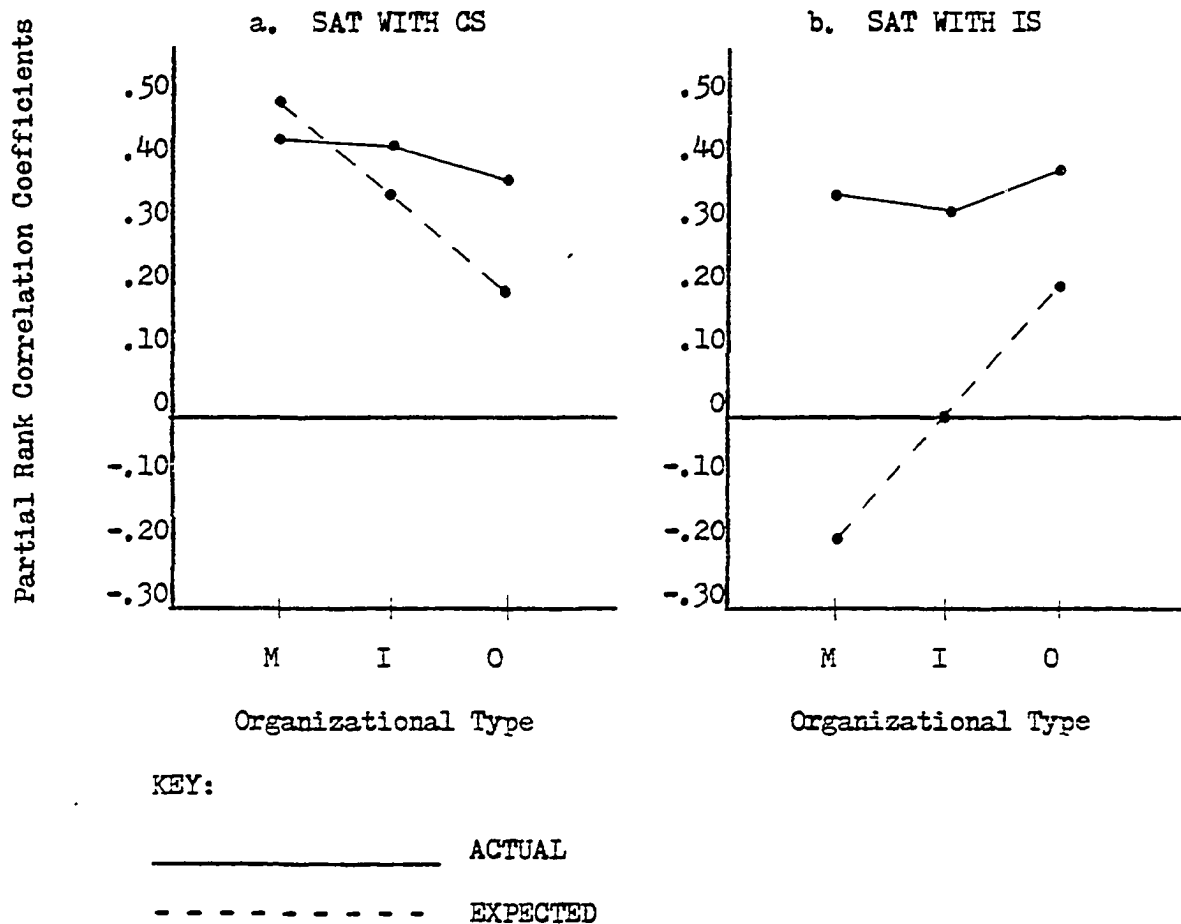 Partial Rank Correlation Coefficients
a. SAT WITH CS
.50
.40
.30
.20
.10
0
-.10
-.20
-.30
M I O
Organizational Type
b. SAT WITH IS
.50
.40
.30
.20
.10
0
-.10
-.20
-.30
M I O
Organizational Type
KEY:
ACTUAL
EXPECTED